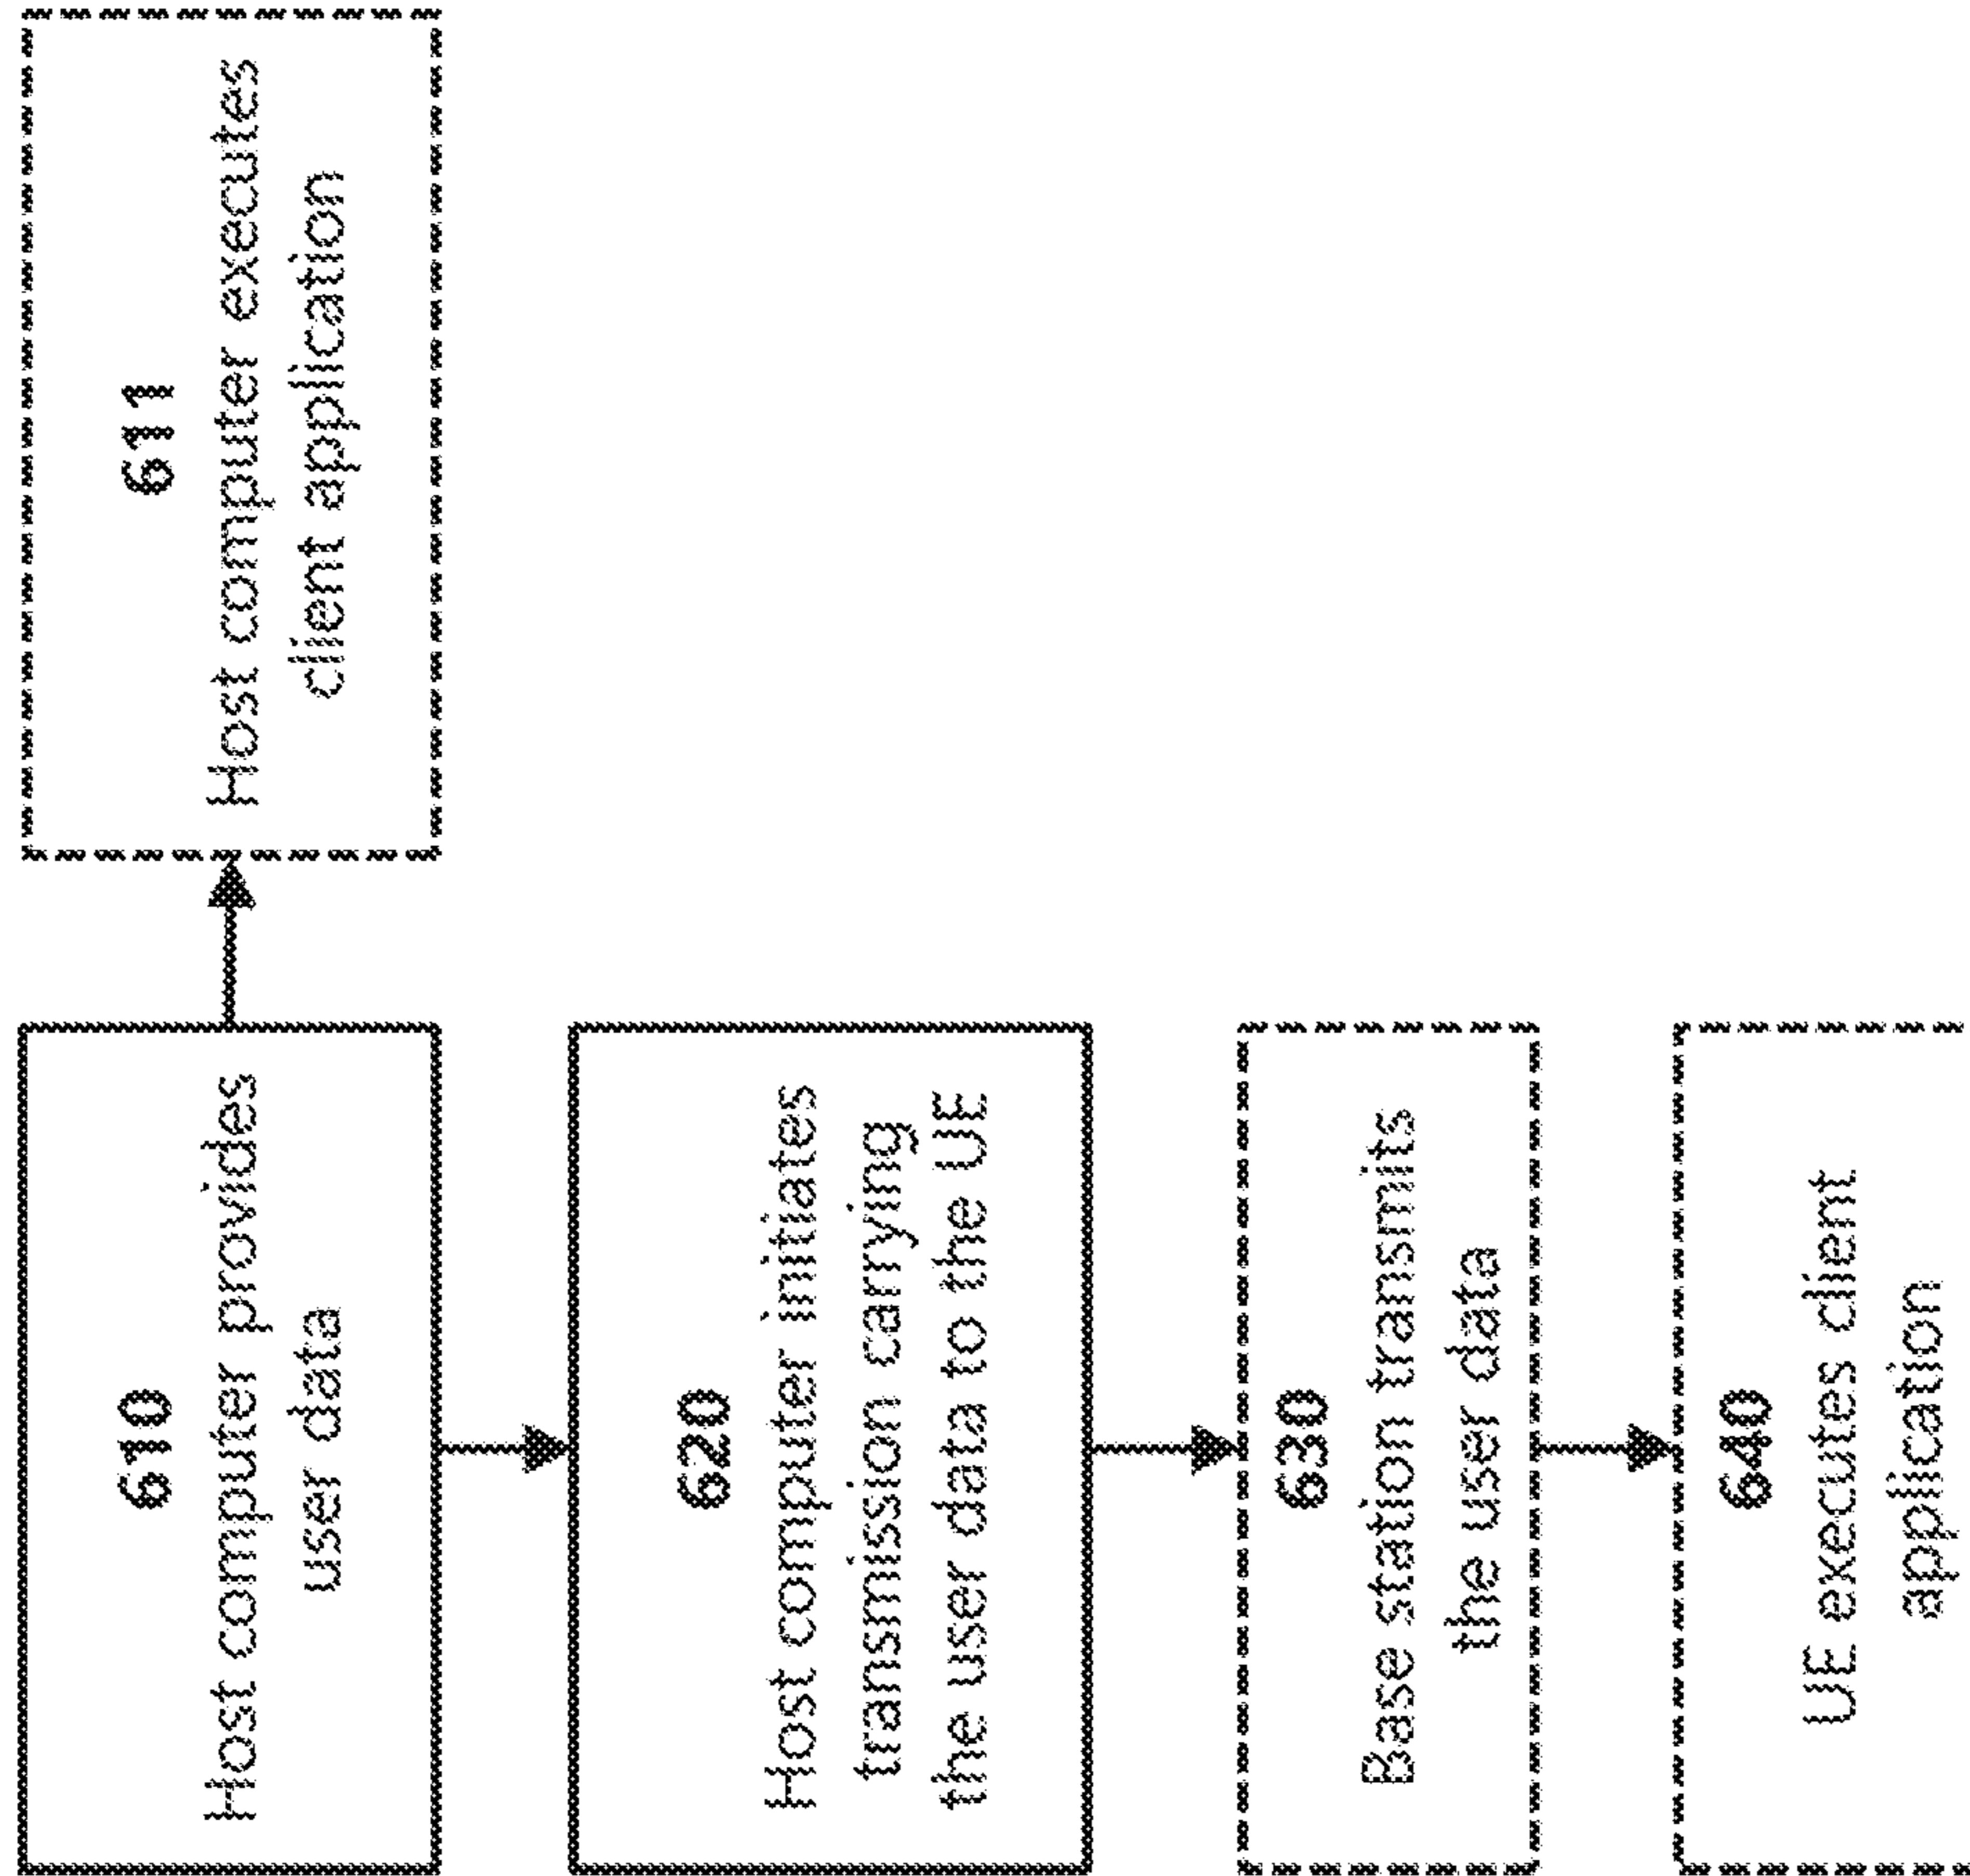 610
Host computer provides
user data
611
Host computer executes
client application
620
Host computer initiates
transmission carrying
the user data to the UE
630
Base station transmits
the user data
640
UE executes client
application